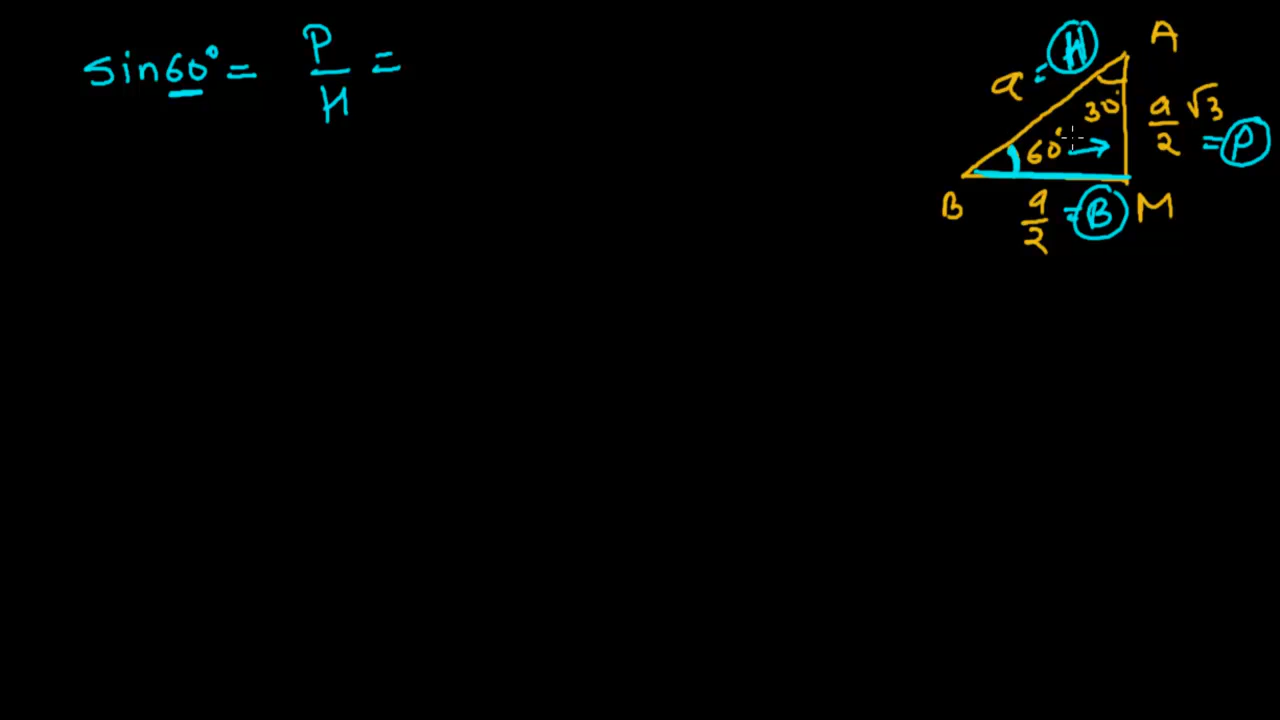 sin60° = P/H =
A
a = H
30°
a/2 √3 = P
60°
B
a/2 = B
M